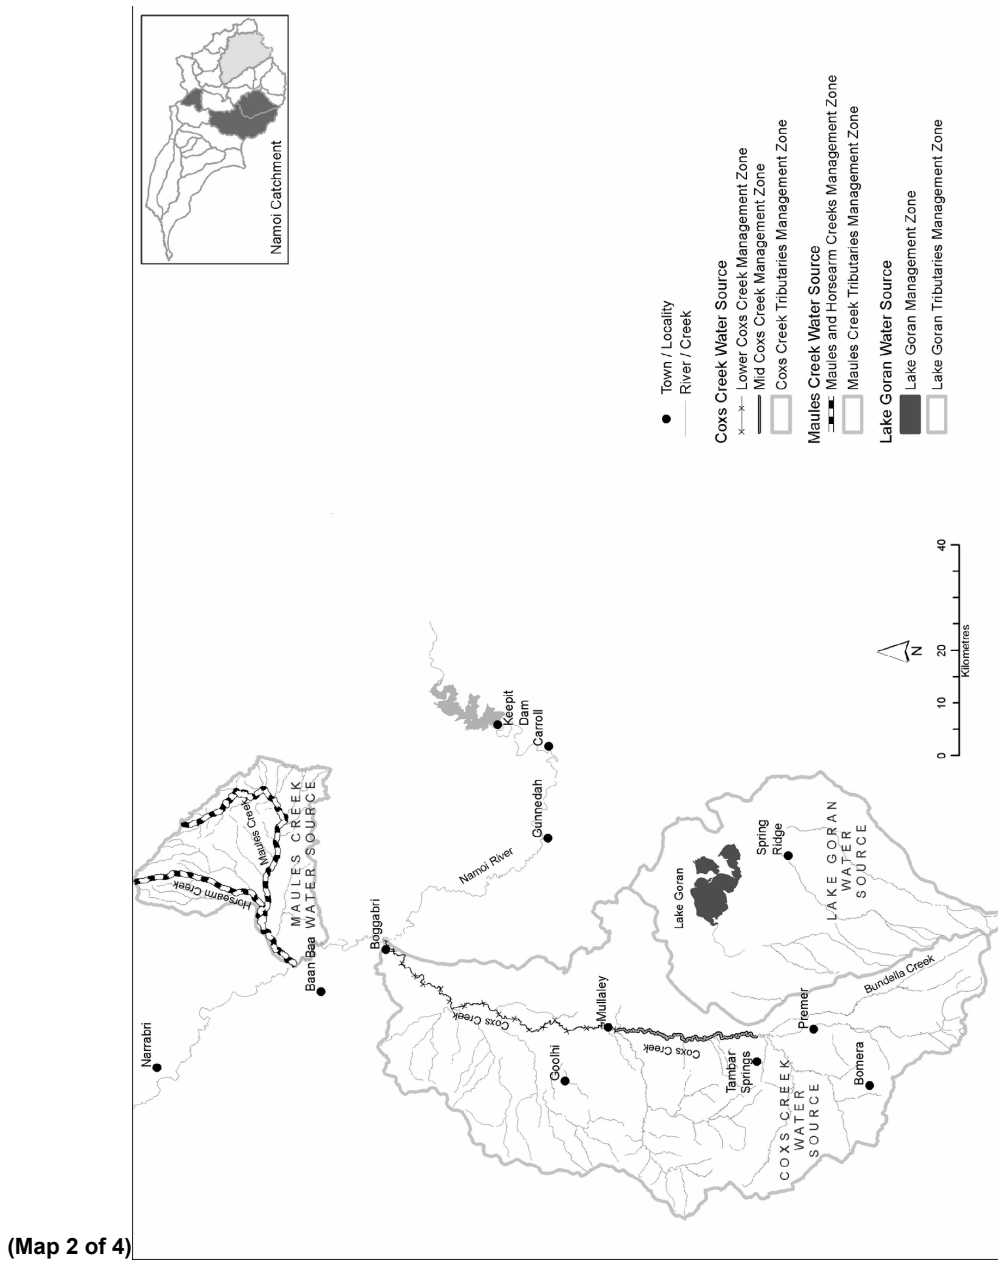 Namoi Catchment
Town / Locality
River / Creek
Coxs Creek Water Source
Lower Coxs Creek Management Zone
Mid Coxs Creek Management Zone
Coxs Creek Tributaries Management Zone
Maules Creek Water Source
Maules and Horsearm Creeks Management Zone
Maules Creek Tributaries Management Zone
Lake Goran Water Source
Lake Goran Management Zone
Lake Goran Tributaries Management Zone
Narrabri
Horsearm Creek
Maules Creek
MAULES CREEK
WATER SOURCE
Baan Baa
Boggabri
Namoi River
Gunnedah
Carroll
Keepit
Dam
Coxs Creek
Goolhi
Mullaley
Coxs Creek
Tambar
Springs
Premer
Bomera
Bundella Creek
COXS CREEK
WATER
SOURCE
Lake Goran
Spring
Ridge
LAKE GORAN
WATER
SOURCE
N
0 10 20 40
Kilometres
(Map 2 of 4)